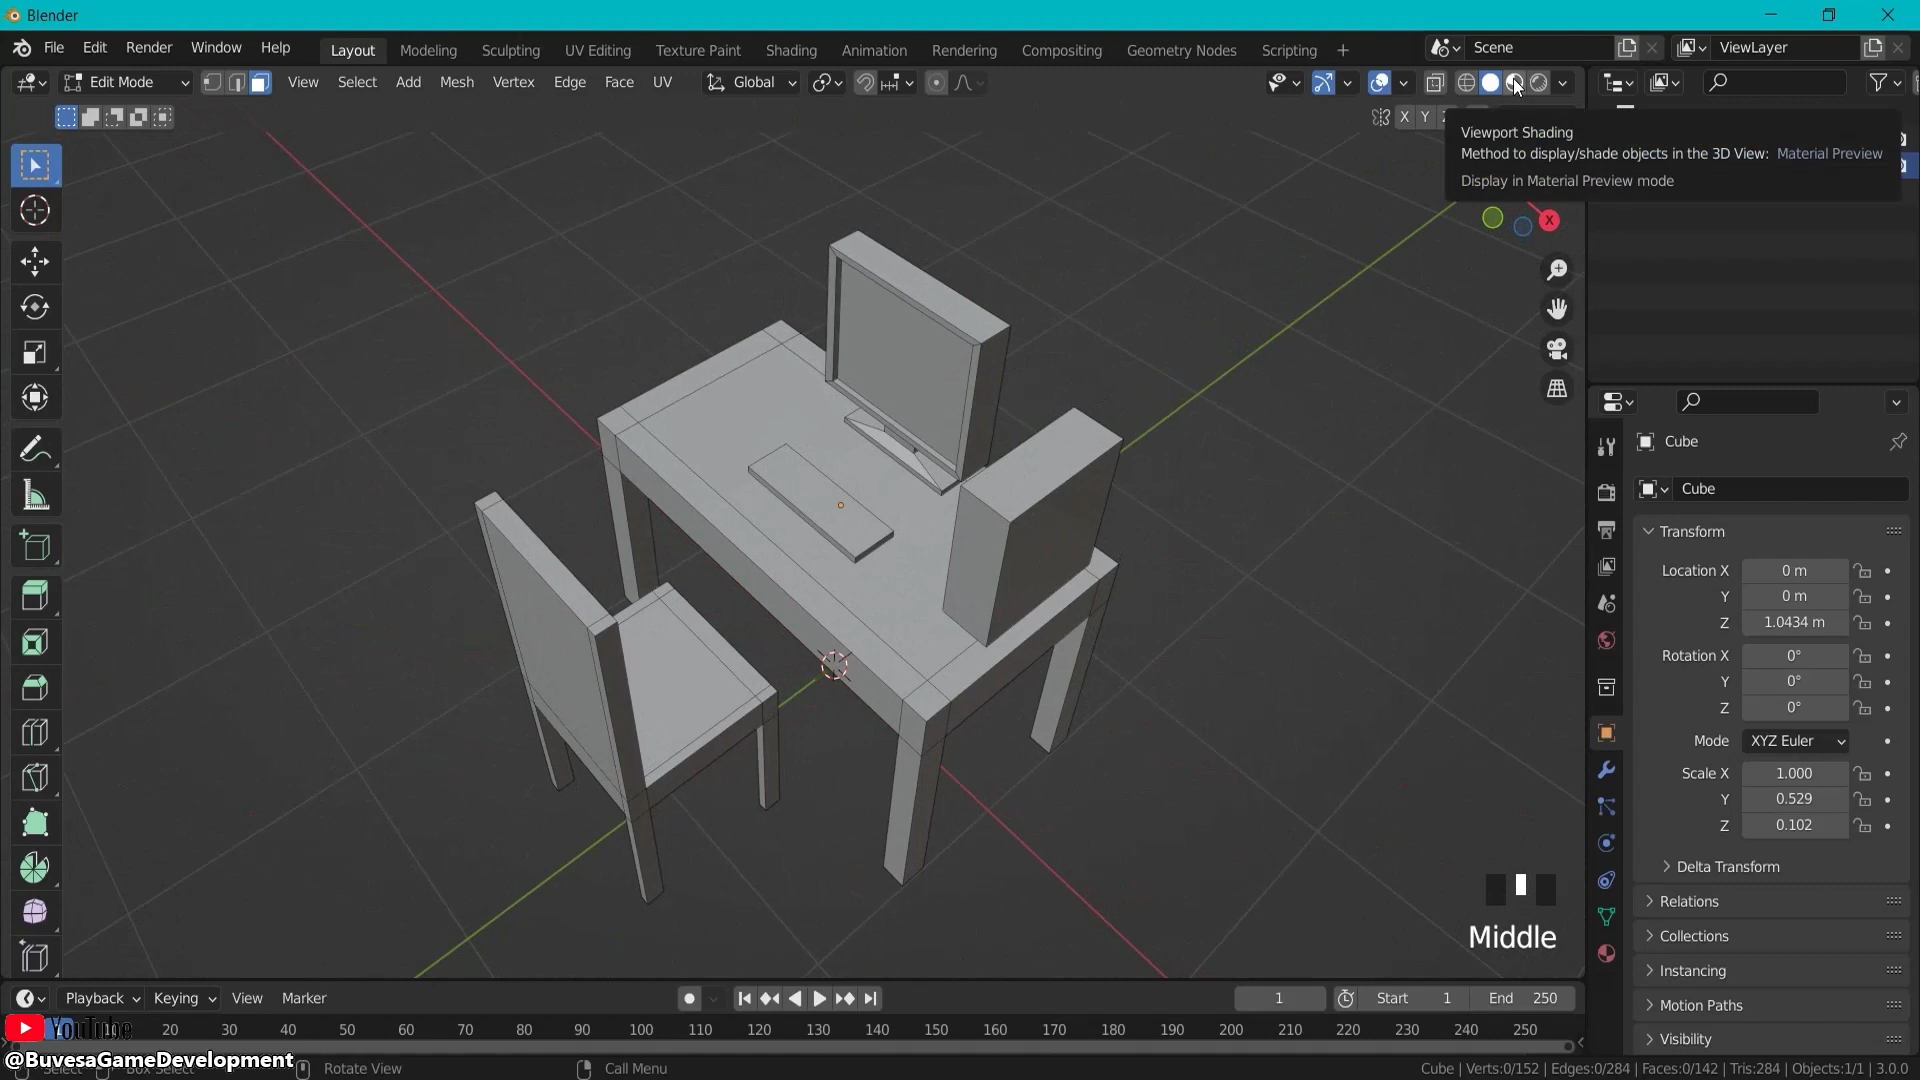 Blender
File Edit Render Window Help Layout Modeling Sculpting UV Editing Texture Paint Shading Animation Rendering Compositing Geometry Nodes Scripting + Scene ViewLayer
Edit Mode View Select Add Mesh Vertex Edge Face UV Global
X Y
Viewport Shading
Method to display/shade objects in the 3D View: Material Preview
Display in Material Preview mode
X
Cube
Cube
Transform
Location X 0 m
Y 0 m
Z 1.0434 m
Rotation X 0°
Y 0°
Z 0°
Mode XYZ Euler
Scale X 1.000
Y 0.529
Z 0.102
Delta Transform
Relations
Collections
Instancing
Motion Paths
Visibility
Middle
Playback Keying View Marker 1 Start 1 End 250
YouTube 20 30 40 50 60 70 80 90 100 110 120 130 140 150 160 170 180 190 200 210 220 230 240 250
@BuvesaGameDevelopment
Select Box Select Rotate View Call Menu Cube | Verts:0/152 | Edges:0/284 | Faces:0/142 | Tris:284 | Objects:1/1 | 3.0.0